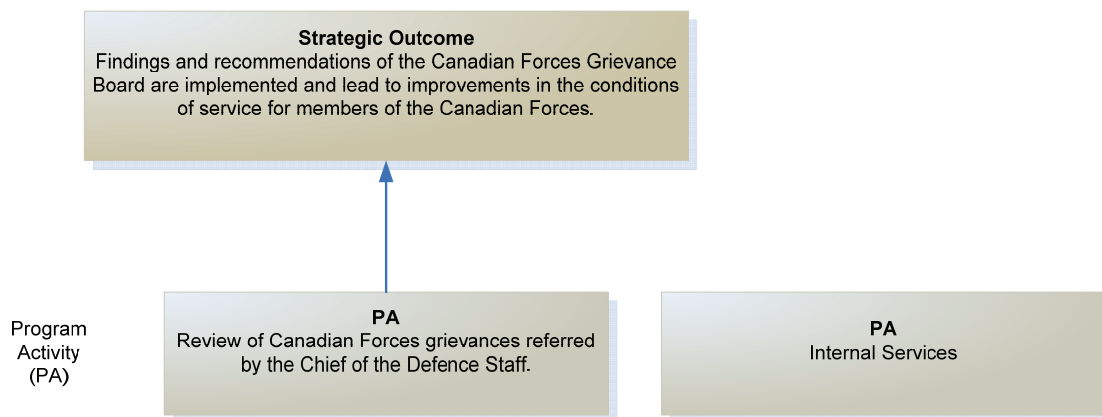 Strategic Outcome
Findings and recommendations of the Canadian Forces Grievance
Board are implemented and lead to improvements in the conditions
of service for members of the Canadian Forces.
Program
Activity
(PA)
PA
Review of Canadian Forces grievances referred
by the Chief of the Defence Staff.
PA
Internal Services